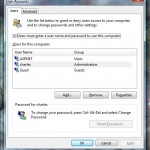 User Accounts
Users Advanced
Use the list below to grant or deny users access to your computer,
and to change passwords and other settings.
Users must enter a user name and password to use this computer.
Users for this computer:
User Name Group
ASPNET Users
charles Administrators
Guest Guests
Add... Remove Properties
Password for charles
To change your password, press Ctrl-Alt-Del and select Change
Password.
Reset Password...
OK Cancel Apply